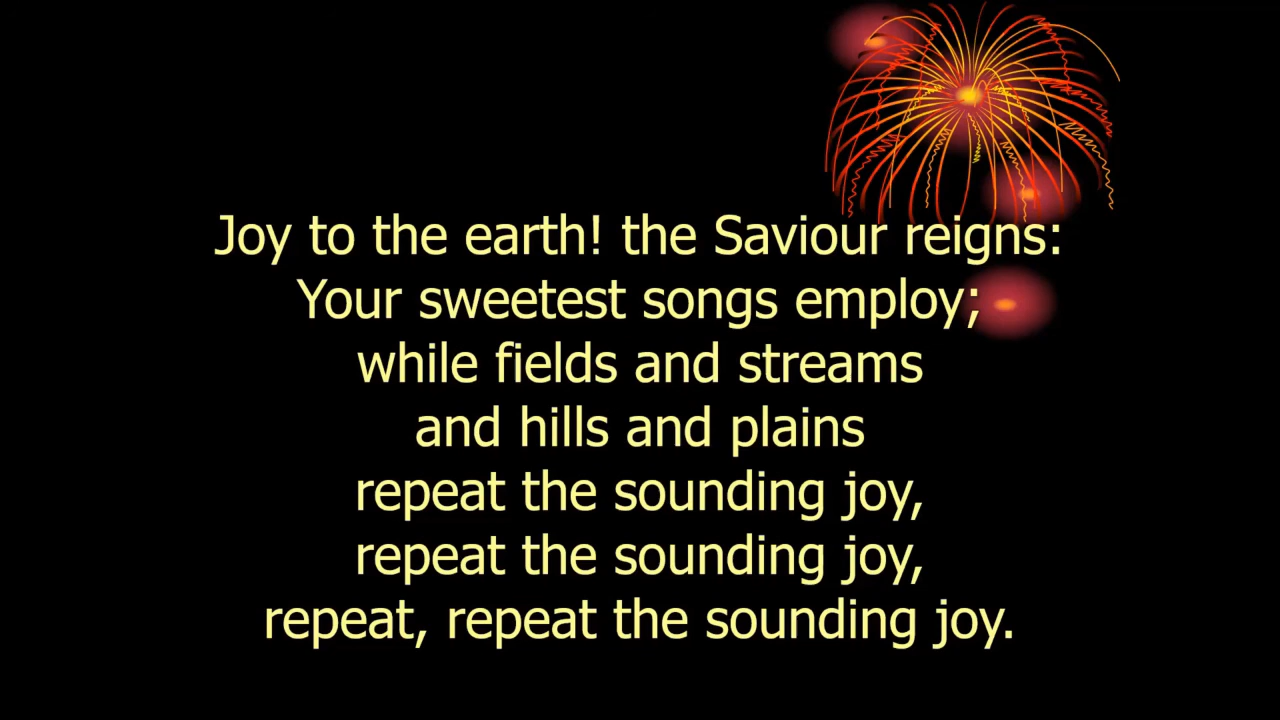 Joy to the earth! the Saviour reigns:
Your sweetest songs employ;
while fields and streams
and hills and plains
repeat the sounding joy,
repeat the sounding joy,
repeat, repeat the sounding joy.